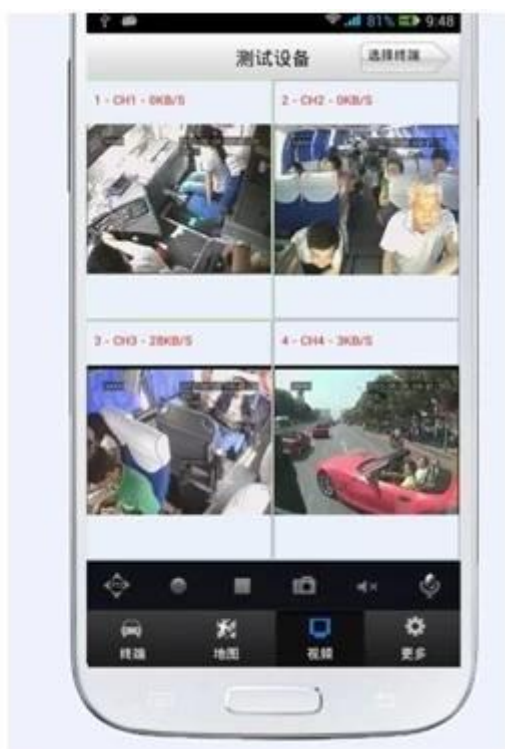 81% 9:48
测试设备 选择终端
1 - CH1 - 0KB/S 2 - CH2 - 0KB/S
3 - CH3 - 28KB/S 4 - CH4 - 3KB/S
终端 地图 视频 更多